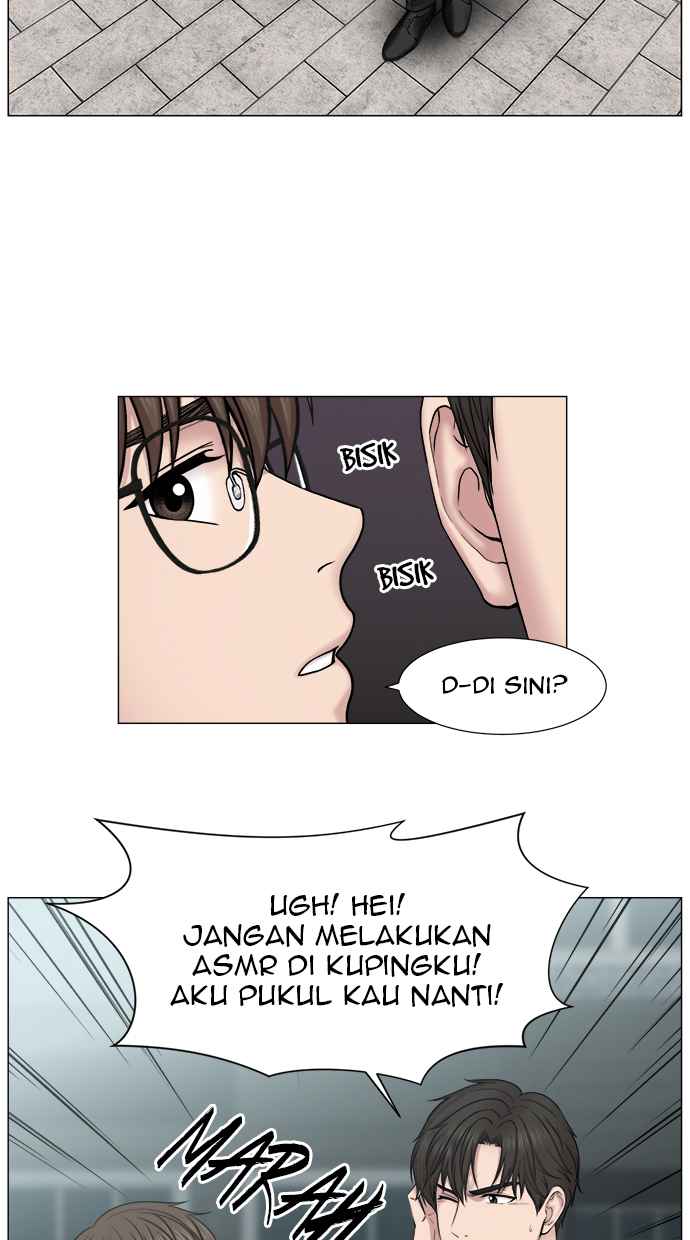 BISIK
BISIK
D-DI SINI?
UGH! HEI!
JANGAN MELAKUKAN
ASMR DI KUPINGKU!
AKU PUKUL KAU NANTI!
MARAH